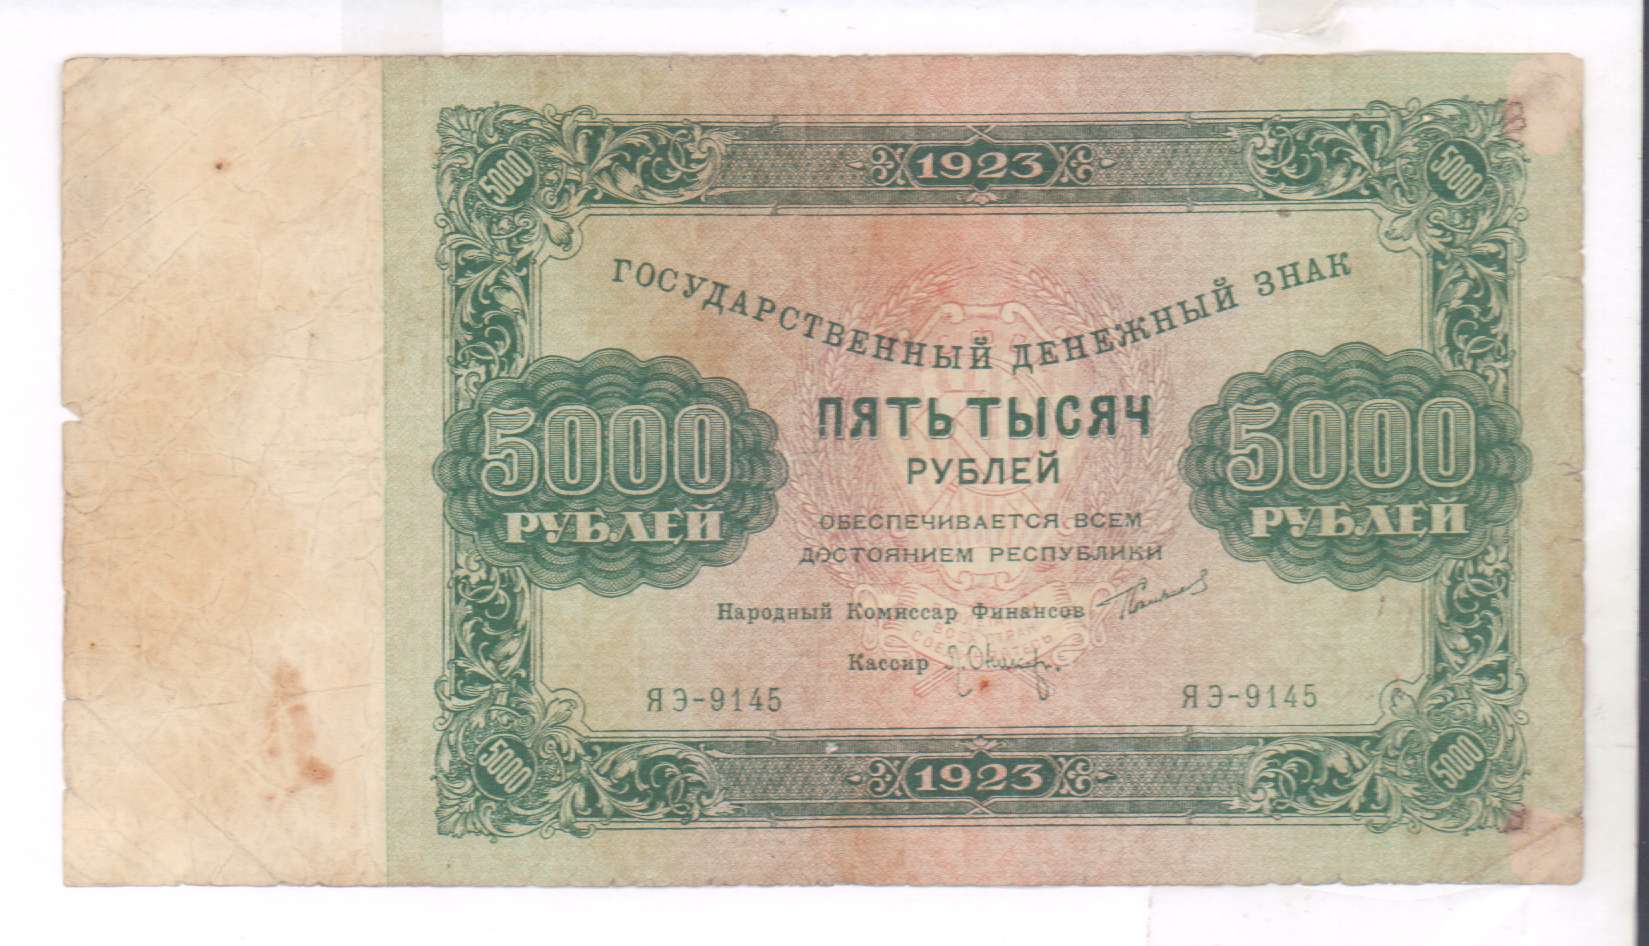 5000
1923
5000
ГОСУДАРСТВЕННЫЙ ДЕНЕЖНЫЙ ЗНАК
ПЯТЬ ТЫСЯЧ
РУБЛЕЙ
5000
РУБЛЕЙ
5000
РУБЛЕЙ
ОБЕСПЕЧИВАЕТСЯ ВСЕМ
ДОСТОЯНИЕМ РЕСПУБЛИКИ
Народный Комиссар Финансов
Кассир
ЯЭ-9145
ЯЭ-9145
5000
1923
5000